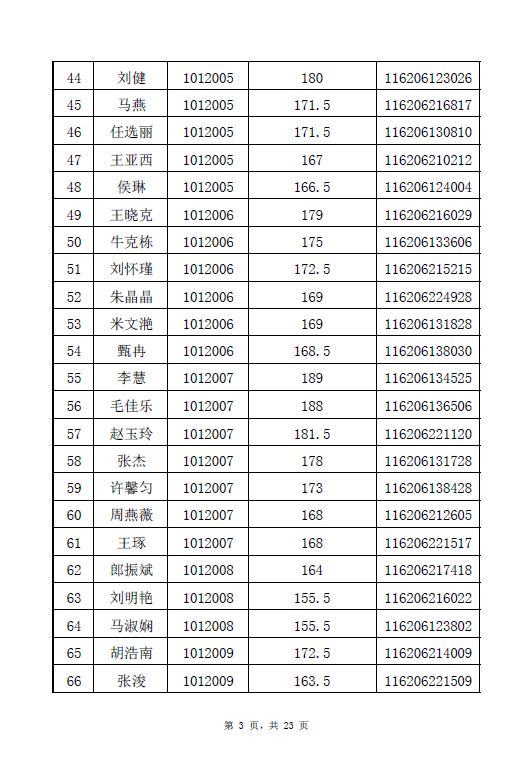 44 刘健 1012005 180 116206123026
45 马燕 1012005 171.5 116206216817
46 任选丽 1012005 171.5 116206130810
47 王亚西 1012005 167 116206210212
48 侯琳 1012005 166.5 116206124004
49 王晓克 1012006 179 116206216029
50 牛克栋 1012006 175 116206133606
51 刘怀瑾 1012006 172.5 116206215215
52 朱晶晶 1012006 169 116206224928
53 米文滟 1012006 169 116206131828
54 甄冉 1012006 168.5 116206138030
55 李慧 1012007 189 116206134525
56 毛佳乐 1012007 188 116206136506
57 赵玉玲 1012007 181.5 116206221120
58 张杰 1012007 178 116206131728
59 许馨匀 1012007 173 116206138428
60 周燕薇 1012007 168 116206212605
61 王琢 1012007 168 116206221517
62 郎振斌 1012008 164 116206217418
63 刘明艳 1012008 155.5 116206216022
64 马淑娴 1012008 155.5 116206123802
65 胡浩南 1012009 172.5 116206214009
66 张浚 1012009 163.5 116206221509
第 3 页，共 23 页